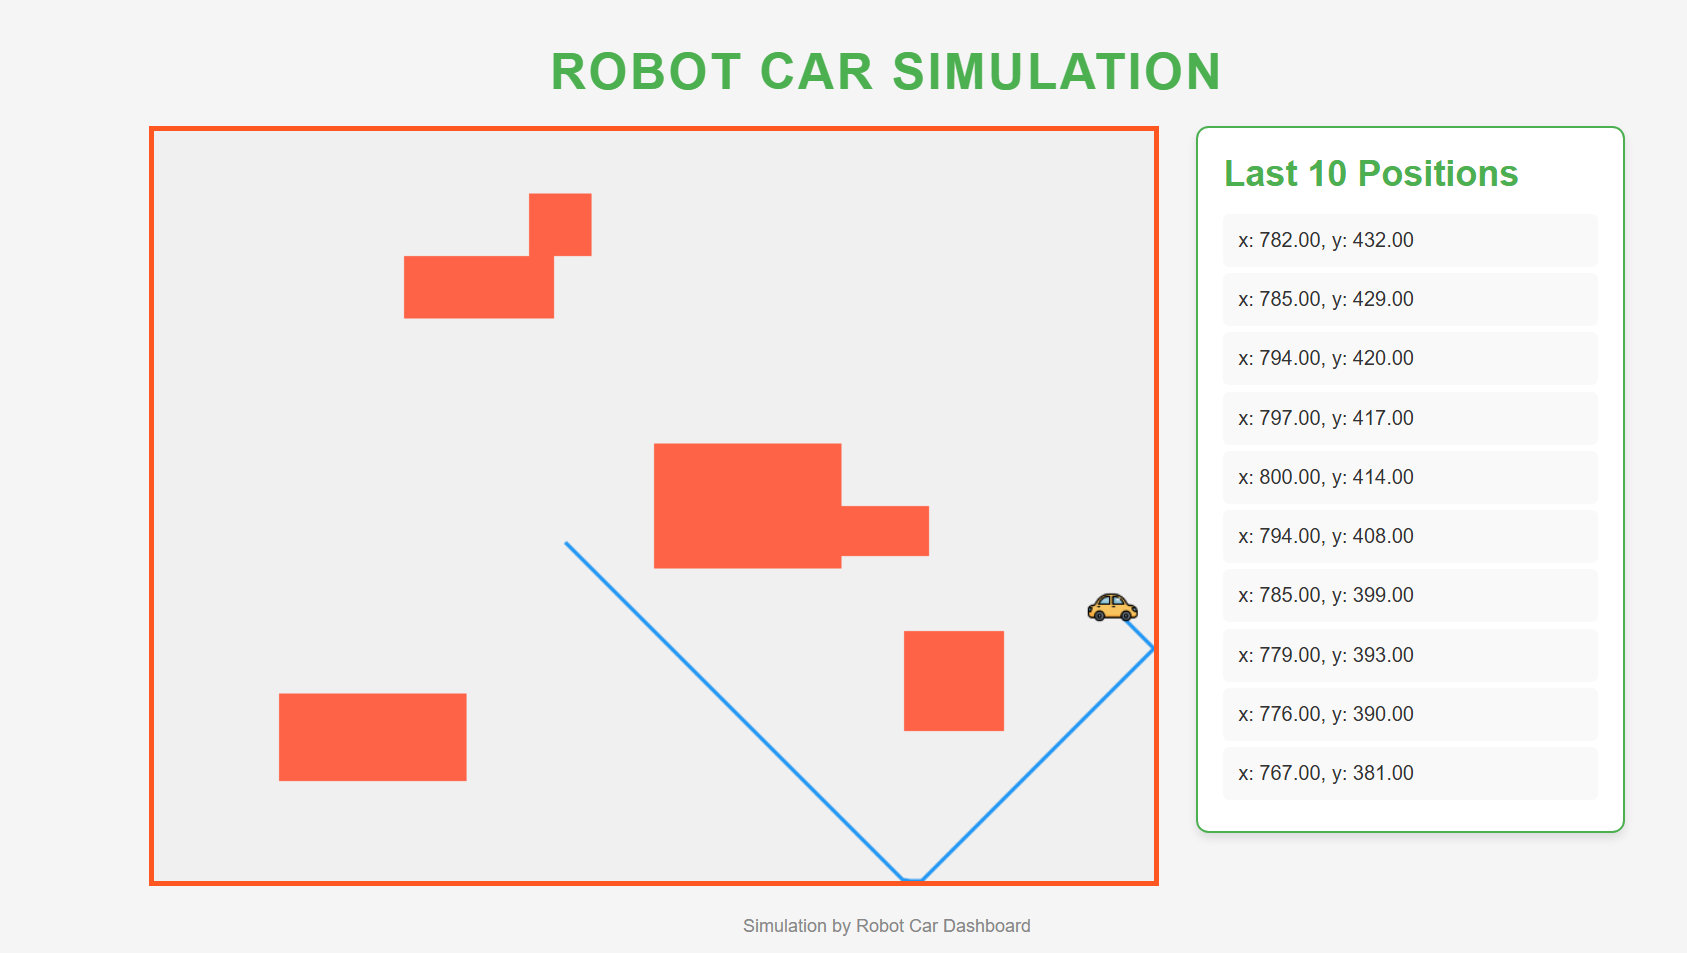 ROBOT CAR SIMULATION
Last 10 Positions
x: 782.00, y: 432.00
x: 785.00, y: 429.00
x: 794.00, y: 420.00
x: 797.00, y: 417.00
x: 800.00, y: 414.00
x: 794.00, y: 408.00
x: 785.00, y: 399.00
x: 779.00, y: 393.00
x: 776.00, y: 390.00
x: 767.00, y: 381.00
Simulation by Robot Car Dashboard